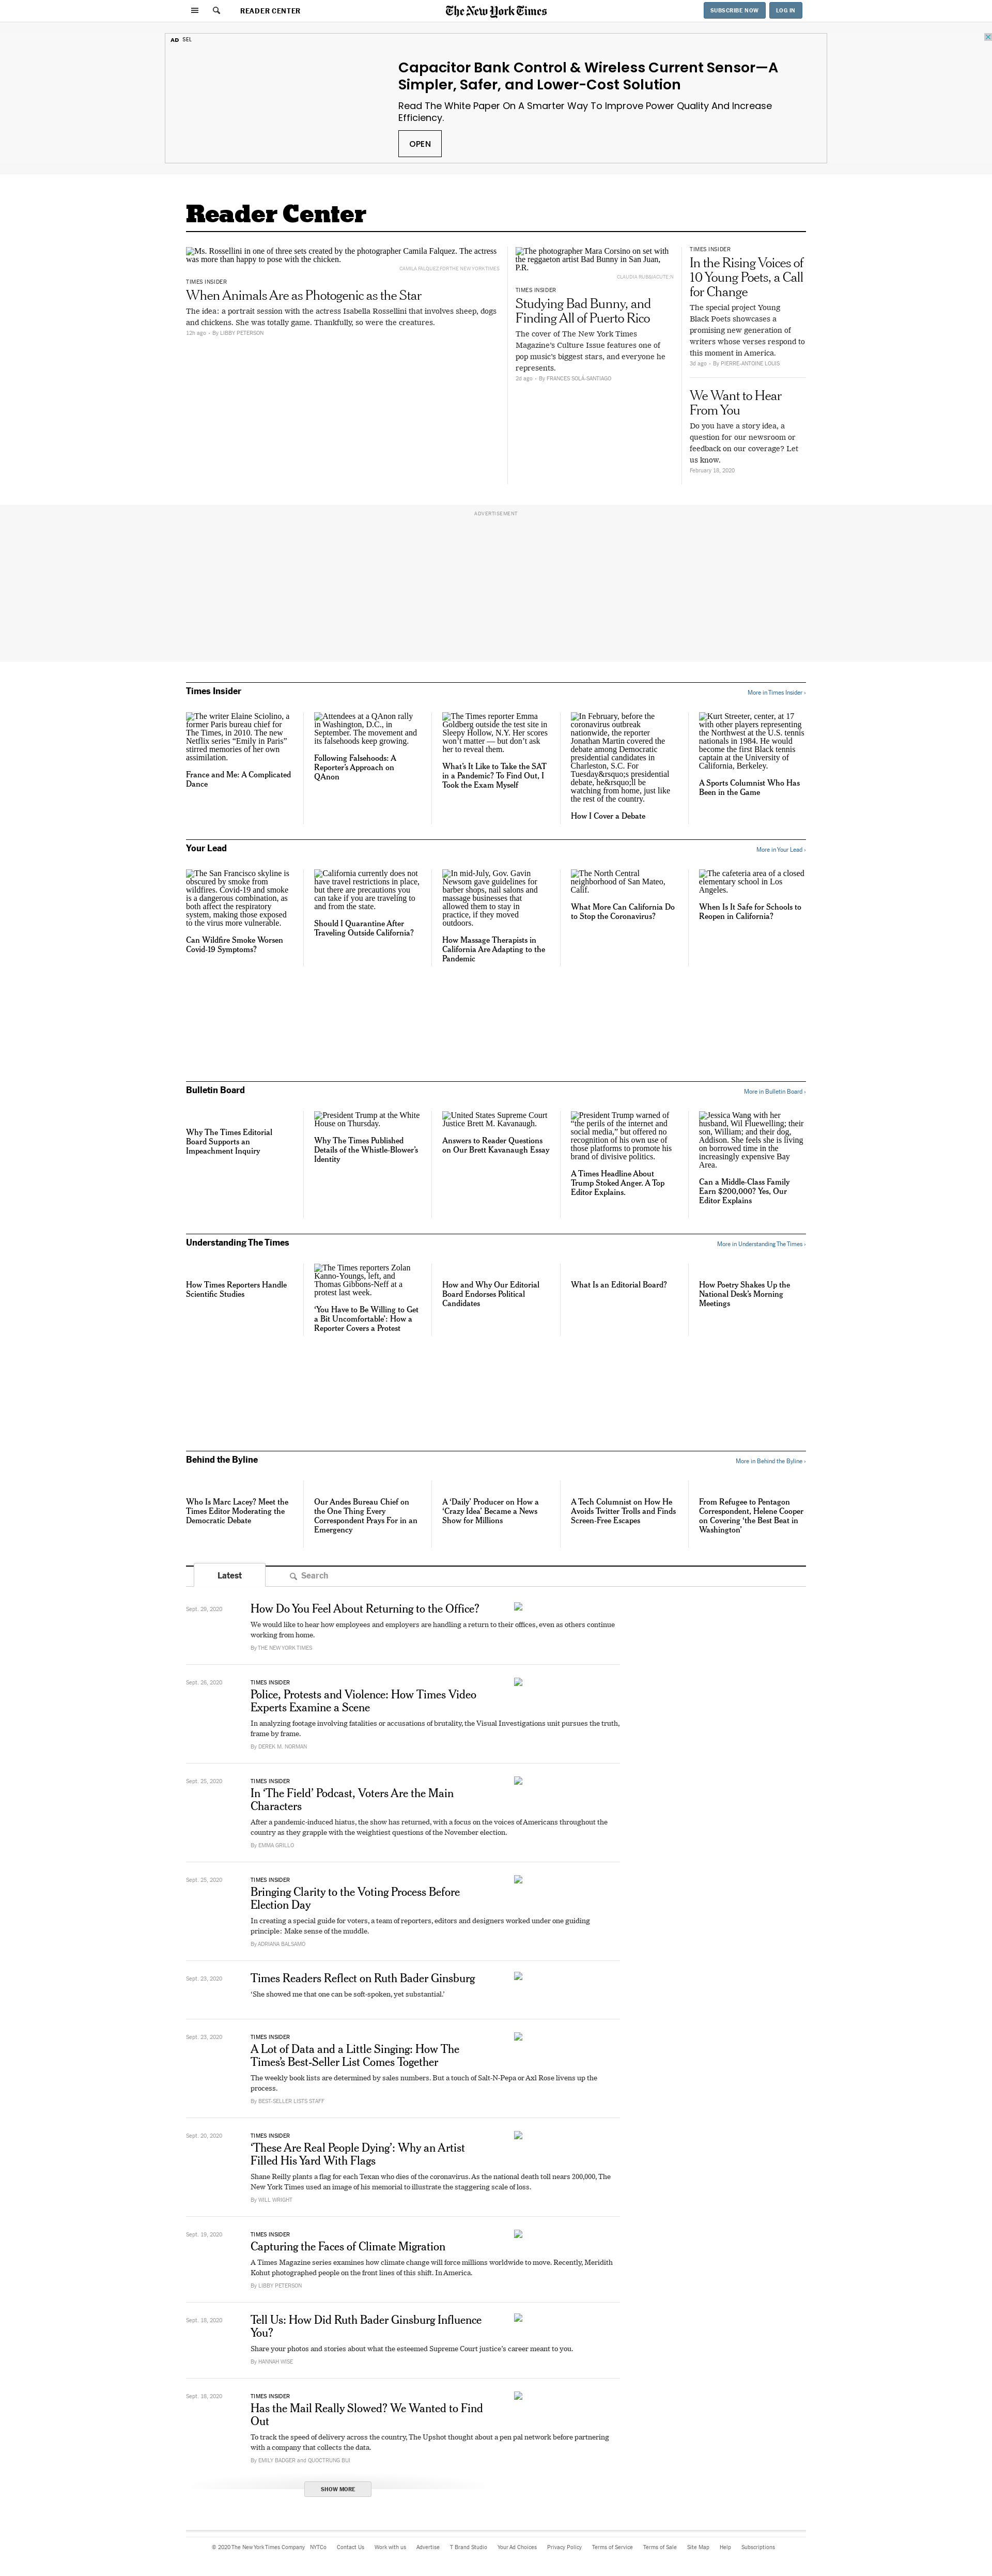 READER CENTER
The New York Times
SUBSCRIBE NOW
LOG IN
AD SEL
Capacitor Bank Control & Wireless Current Sensor—A
Simpler, Safer, and Lower-Cost Solution
Read The White Paper On A Smarter Way To Improve Power Quality And Increase
Efficiency.
OPEN
Reader Center
Ms. Rossellini in one of three sets created by the photographer Camila Falquez. The actress
was more than happy to pose with the chicken.
CAMILA FALQUEZ FOR THE NEW YORK TIMES
TIMES INSIDER
When Animals Are as Photogenic as the Star
The idea: a portrait session with the actress Isabella Rossellini that involves sheep, dogs
and chickens. She was totally game. Thankfully, so were the creatures.
12h ago - By LIBBY PETERSON
The photographer Mara Corsino on set with
the reggaeton artist Bad Bunny in San Juan,
P.R.
TIMES INSIDER
Studying Bad Bunny, and
Finding All of Puerto Rico
The cover of The New York Times
Magazine's Culture Issue features one of
pop music's biggest stars, and everyone he
represents.
2d ago - By FRANCES SOLÁ-SANTIAGO
TIMES INSIDER
In the Rising Voices of
10 Young Poets, a Call
for Change
The special project Young
Black Poets showcases a
promising new generation of
writers whose verses respond to
this moment in America.
3d ago - By PIERRE-ANTOINE LOUIS
We Want to Hear
From You
Do you have a story idea, a
question for our newsroom or
feedback on our coverage? Let
us know.
February 18, 2020
ADVERTISEMENT
Times Insider
More in Times Insider ›
The writer Elaine Sciolino, a
former Paris bureau chief for
The Times, in 2010. The new
Netflix series “Emily in Paris”
stirred memories of her own
assimilation.
France and Me: A Complicated
Dance
Attendees at a QAnon rally
in Washington, D.C., in
September. The movement and
its falsehoods keep growing.
Following Falsehoods: A
Reporter’s Approach on
QAnon
The Times reporter Emma
Goldberg outside the test site in
Sleepy Hollow, N.Y. Her scores
won’t matter — but don’t ask
her to reveal them.
What’s It Like to Take the SAT
in a Pandemic? To Find Out, I
Took the Exam Myself
In February, before the
coronavirus outbreak
nationwide, the reporter
Jonathan Martin covered the
debate among Democratic
presidential candidates in
Charleston, S.C. For
Tuesday&rsquo;s presidential
debate, he&rsquo;ll be
watching from home, just like
the rest of the country.
How I Cover a Debate
Kurt Streeter, center, at 17
with other players representing
the Northwest at the U.S. tennis
nationals in 1984. He would
become the first Black tennis
captain at the University of
California, Berkeley.
A Sports Columnist Who Has
Been in the Game
Your Lead
More in Your Lead ›
The San Francisco skyline is
obscured by smoke from
wildfires. Covid-19 and smoke
is a dangerous combination, as
both affect the respiratory
system, making those exposed
to the virus more vulnerable.
Can Wildfire Smoke Worsen
Covid-19 Symptoms?
California currently does not
have travel restrictions in place,
but there are precautions you
can take if you are traveling to
and from the state.
Should I Quarantine After
Traveling Outside California?
In mid-July, Gov. Gavin
Newsom gave guidelines for
barber shops, nail salons and
massage businesses that
allowed them to stay in
practice, if they moved
outdoors.
How Massage Therapists in
California Are Adapting to the
Pandemic
The North Central
neighborhood of San Mateo,
Calif.
What More Can California Do
to Stop the Coronavirus?
The cafeteria area of a closed
elementary school in Los
Angeles.
When Is It Safe for Schools to
Reopen in California?
Bulletin Board
More in Bulletin Board ›
Why The Times Editorial
Board Supports an
Impeachment Inquiry
President Trump at the White
House on Thursday.
Why The Times Published
Details of the Whistle-Blower’s
Identity
United States Supreme Court
Justice Brett M. Kavanaugh.
Answers to Reader Questions
on Our Brett Kavanaugh Essay
President Trump warned of
“the perils of the internet and
social media,” but offered no
recognition of his own use of
those platforms to promote his
brand of divisive politics.
A Times Headline About
Trump Stoked Anger. A Top
Editor Explains.
Jessica Wang with her
husband, Wil Fluewelling; their
son, William; and their dog,
Addison. She feels she is living
on borrowed time in the
increasingly expensive Bay
Area.
Can a Middle-Class Family
Earn $200,000? Yes, Our
Editor Explains
Understanding The Times
More in Understanding The Times ›
How Times Reporters Handle
Scientific Studies
The Times reporters Zolan
Kanno-Youngs, left, and
Thomas Gibbons-Neff at a
protest last week.
‘You Have to Be Willing to Get
a Bit Uncomfortable’: How a
Reporter Covers a Protest
How and Why Our Editorial
Board Endorses Political
Candidates
What Is an Editorial Board?
How Poetry Shakes Up the
National Desk’s Morning
Meetings
Behind the Byline
More in Behind the Byline ›
Who Is Marc Lacey? Meet the
Times Editor Moderating the
Democratic Debate
Our Andes Bureau Chief on
the One Thing Every
Correspondent Prays For in an
Emergency
A ‘Daily’ Producer on How a
‘Crazy Idea’ Became a News
Show for Millions
A Tech Columnist on How He
Avoids Twitter Trolls and Finds
Screen-Free Escapes
From Refugee to Pentagon
Correspondent, Helene Cooper
on Covering ‘the Best Beat in
Washington’
Latest
Search
Sept. 29, 2020
How Do You Feel About Returning to the Office?
We would like to hear how employees and employers are handling a return to their offices, even as others continue
working from home.
By THE NEW YORK TIMES
Sept. 26, 2020
TIMES INSIDER
Police, Protests and Violence: How Times Video
Experts Examine a Scene
In analyzing footage involving fatalities or accusations of brutality, the Visual Investigations unit pursues the truth,
frame by frame.
By DEREK M. NORMAN
Sept. 25, 2020
TIMES INSIDER
In ‘The Field’ Podcast, Voters Are the Main
Characters
After a pandemic-induced hiatus, the show has returned, with a focus on the voices of Americans throughout the
country as they grapple with the weightiest questions of the November election.
By EMMA GRILLO
Sept. 25, 2020
TIMES INSIDER
Bringing Clarity to the Voting Process Before
Election Day
In creating a special guide for voters, a team of reporters, editors and designers worked under one guiding
principle: Make sense of the muddle.
By ADRIANA BALSAMO
Sept. 23, 2020
Times Readers Reflect on Ruth Bader Ginsburg
‘She showed me that one can be soft-spoken, yet substantial.’
Sept. 23, 2020
TIMES INSIDER
A Lot of Data and a Little Singing: How The
Times’s Best-Seller List Comes Together
The weekly book lists are determined by sales numbers. But a touch of Salt-N-Pepa or Axl Rose livens up the
process.
By BEST-SELLER LISTS STAFF
Sept. 20, 2020
TIMES INSIDER
‘These Are Real People Dying’: Why an Artist
Filled His Yard With Flags
Shane Reilly plants a flag for each Texan who dies of the coronavirus. As the national death toll nears 200,000, The
New York Times used an image of his memorial to illustrate the staggering scale of loss.
By WILL WRIGHT
Sept. 19, 2020
TIMES INSIDER
Capturing the Faces of Climate Migration
A Times Magazine series examines how climate change will force millions worldwide to move. Recently, Meridith
Kohut photographed people on the front lines of this shift. In America.
By LIBBY PETERSON
Sept. 18, 2020
Tell Us: How Did Ruth Bader Ginsburg Influence
You?
Share your photos and stories about what the esteemed Supreme Court justice’s career meant to you.
By HANNAH WISE
Sept. 18, 2020
TIMES INSIDER
Has the Mail Really Slowed? We Wanted to Find
Out
To track the speed of delivery across the country, The Upshot thought about a pen pal network before partnering
with a company that collects the data.
By EMILY BADGER and QUOCTRUNG BUI
SHOW MORE
© 2020 The New York Times Company NYTCo Contact Us Work with us Advertise T Brand Studio Your Ad Choices Privacy Policy Terms of Service Terms of Sale Site Map Help Subscriptions